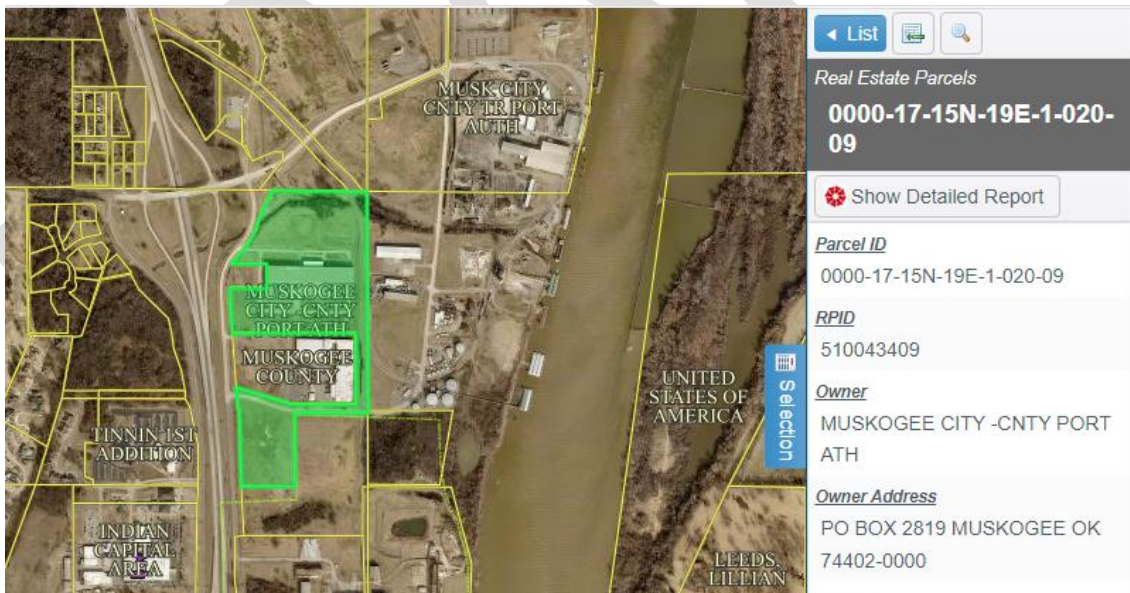 MUSK CITY
CNTY TR PORT
AUTH
MUSKOGEE
CITY -CNTY
PORT ATH
MUSKOGEE
COUNTY
UNITED
STATES OF
AMERICA
TINNIN 1ST
ADDITION
INDIAN
CAPITAL
AREA
LEEDS,
LILLIAN
Selection
List
Real Estate Parcels
0000-17-15N-19E-1-020-
09
Show Detailed Report
Parcel ID
0000-17-15N-19E-1-020-09
RPID
510043409
Owner
MUSKOGEE CITY -CNTY PORT
ATH
Owner Address
PO BOX 2819 MUSKOGEE OK
74402-0000